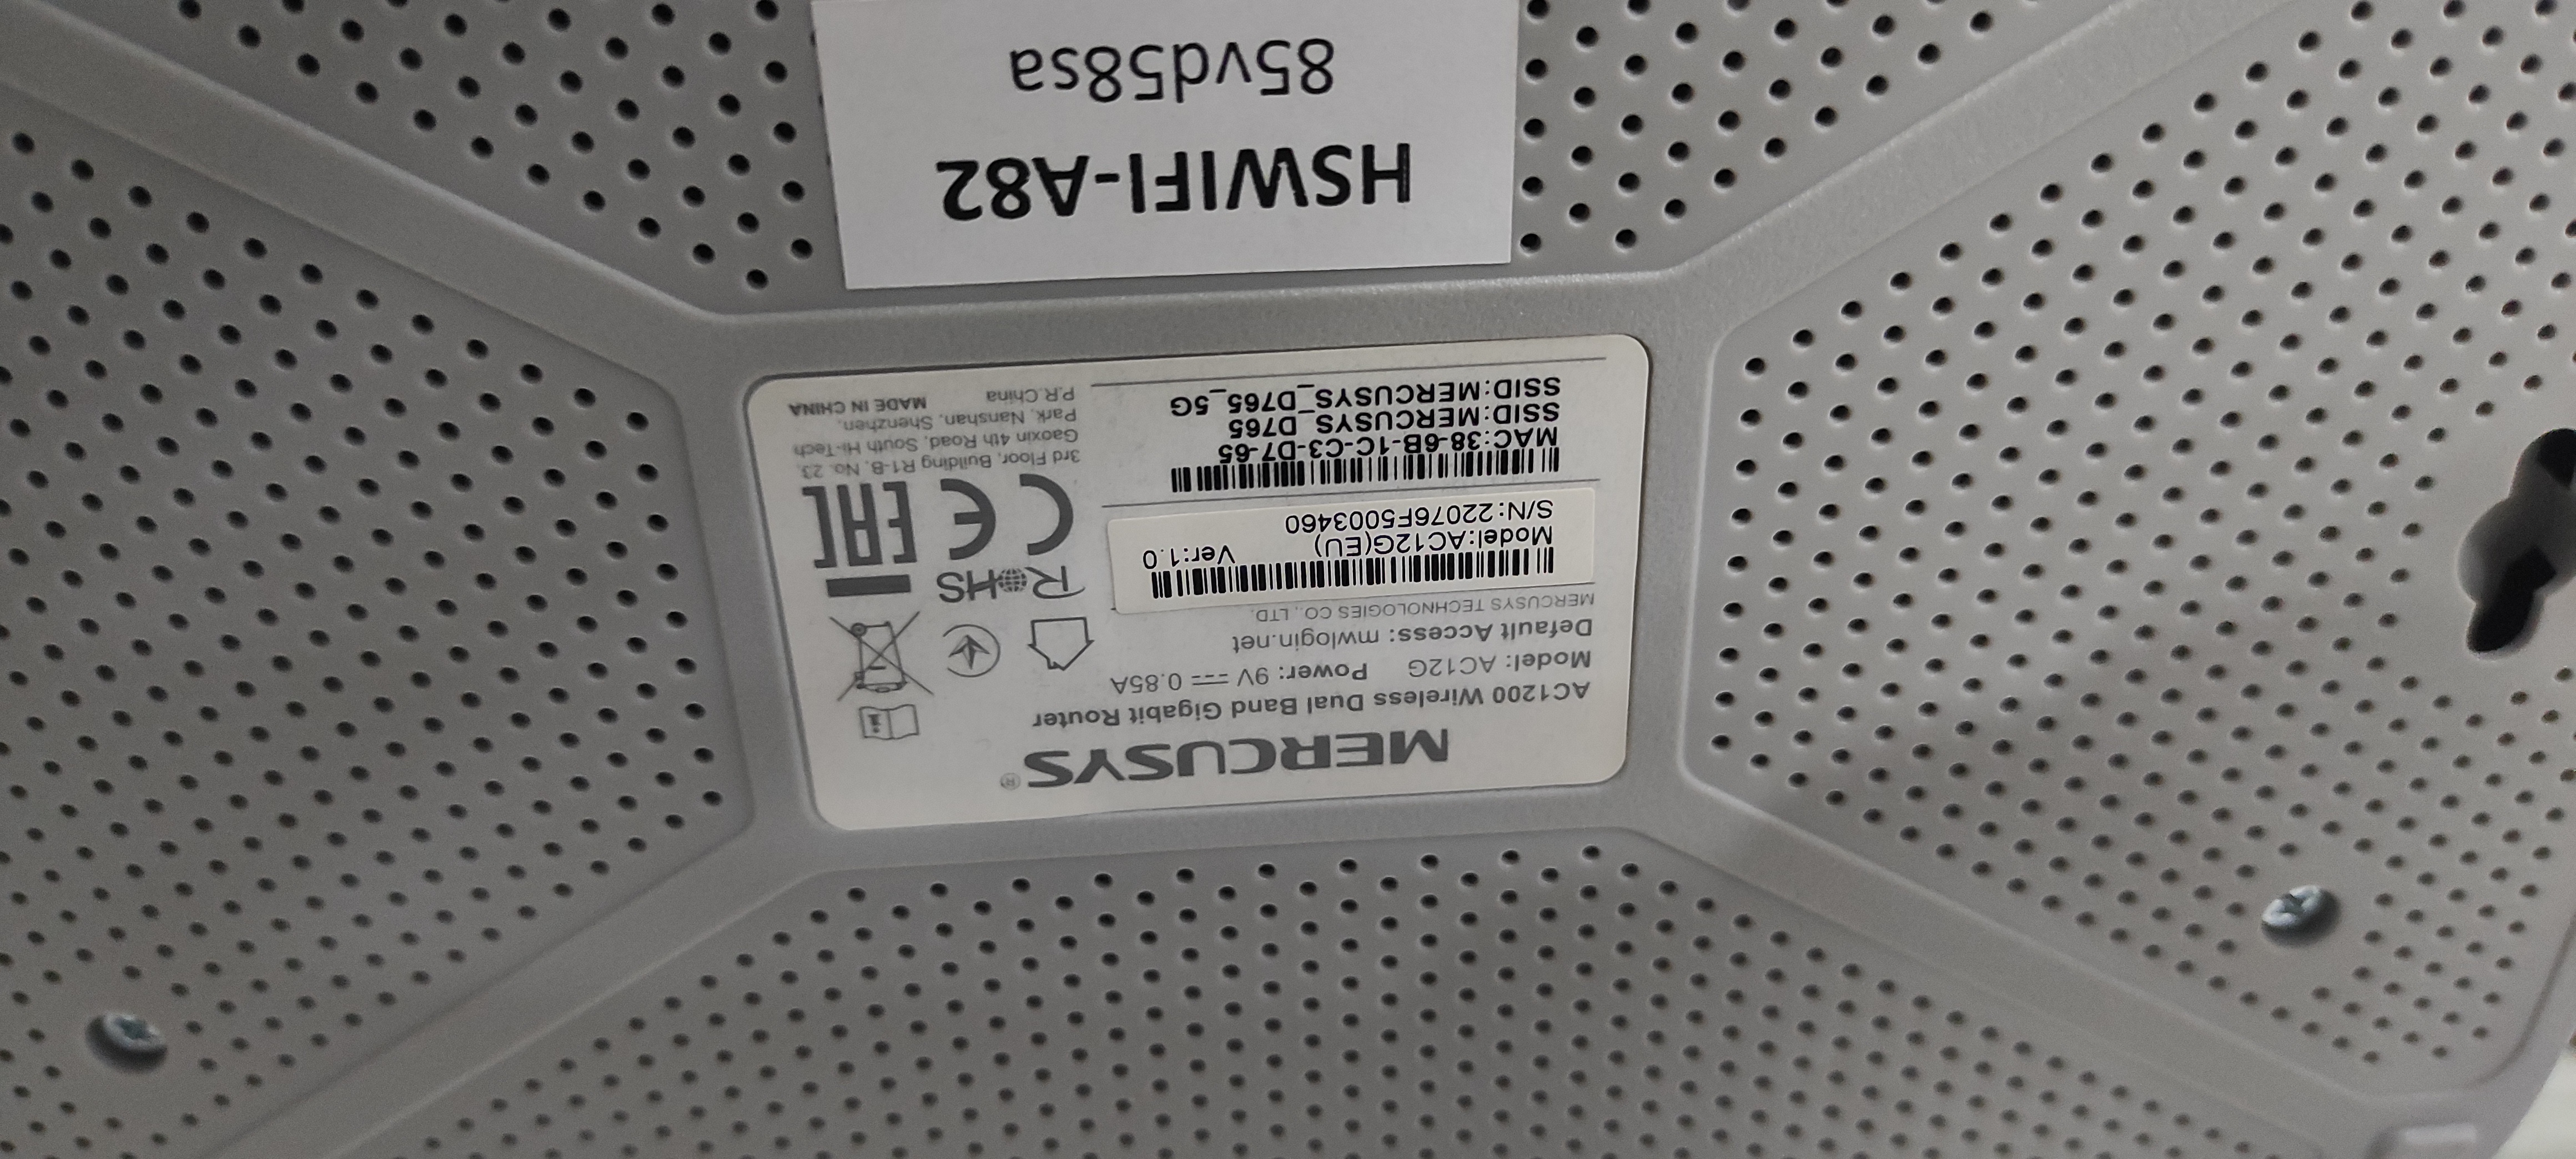 MERCUSYS®
AC1200 Wireless Dual Band Gigabit Router
Model: AC12G Power: 9V ⎓ 0.85A
Default Access: mwlogin.net
MERCUSYS TECHNOLOGIES CO., LTD.
Model:AC12G(EU) Ver:1.0
S/N:22076F5003460
MAC:38-6B-1C-C3-D7-65
SSID:MERCUSYS_D765
SSID:MERCUSYS_D765_5G
RoHS
CE EAC
3rd Floor, Building R1-B, No. 23,
Gaoxin 4th Road, South Hi-Tech
Park, Nanshan, Shenzhen,
P.R.China MADE IN CHINA
HSWIFI-A82
85vd58sa